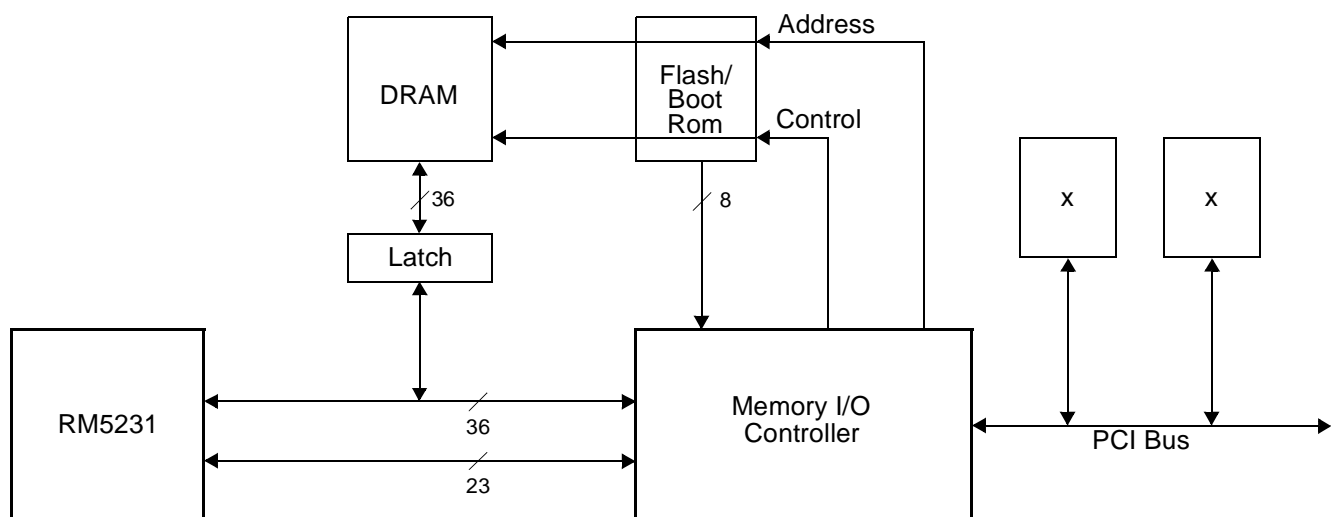 Address
DRAM
Flash/
Boot
Rom
Control
36
8
x
x
Latch
RM5231
36
23
Memory I/O
Controller
PCI Bus